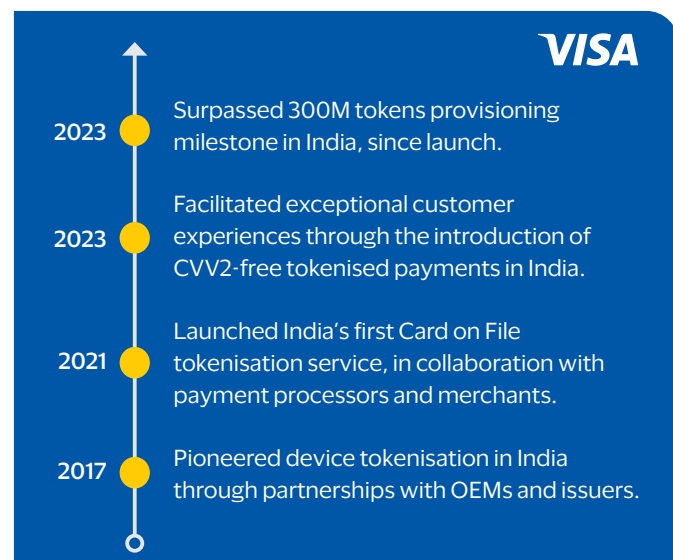 VISA
2023
Surpassed 300M tokens provisioning
milestone in India, since launch.
2023
Facilitated exceptional customer
experiences through the introduction of
CVV2-free tokenised payments in India.
2021
Launched India's first Card on File
tokenisation service, in collaboration with
payment processors and merchants.
2017
Pioneered device tokenisation in India
through partnerships with OEMs and issuers.